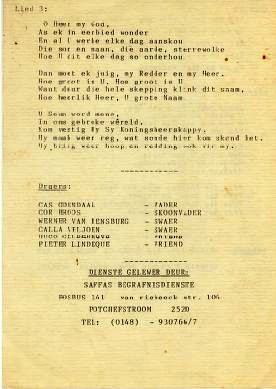 Lied 3:
O Heer my God,
As ek in eerbied wonder
En al U werke elke dag aanskou
Die son en maan, die aarde, sterrewolke
Hoe U dit elke dag so onderhou
Dan moet ek juig, my Redder en my Heer.
Hoe groot is U, Hoe groot is U
Want deur die hele skepping klink dit saam,
Hoe heerlik Heer, U grote Naam
U Seun word mens,
In ons gebroke wêreld.
Kom vertig Hy Sy Koningsheerskappy.
Hy maak weer reg, wat sonde hier kom skend het.
Hy bring weer hoop en redding ook vir my.
Draers:
CAS ODENDAAL - VADER
COR BROOS - SKOONVADER
WERNER VAN RENSBURG - SWAER
CALLA VILJOEN - SWAER
- VRIEND
PIETER LINDEQUE - VRIEND
DIENSTE GELEWER DEUR:
SAFFAS BEGRAFNISDIENSTE
POSBUS 141 van riebeeck str. 106
POTCHEFSTROOM 2520
TEL: (0148) - 930766/7